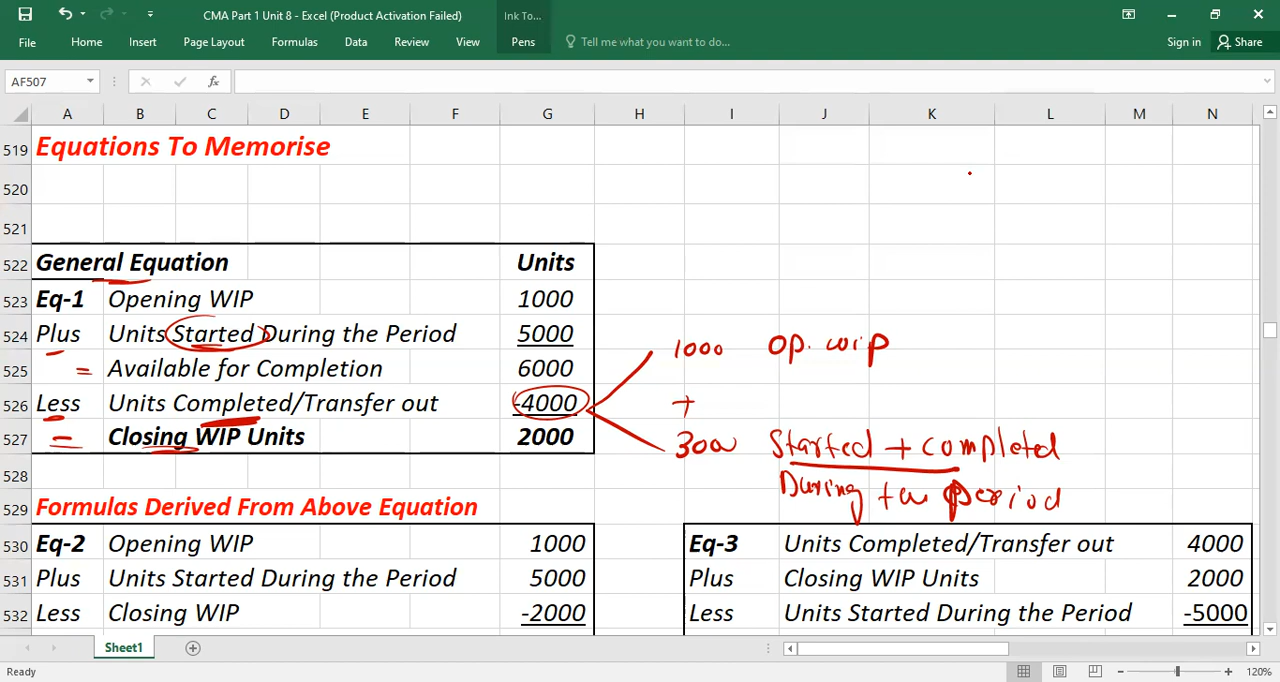 CMA Part 1 Unit 8 - Excel (Product Activation Failed)
Ink To...
File Home Insert Page Layout Formulas Data Review View Pens Tell me what you want to do... Sign in Share
AF507 fx
A B C D E F G H I J K L M N
519 Equations To Memorise
520
521
522 General Equation Units
523 Eq-1 Opening WIP 1000
524 Plus Units Started During the Period 5000
1000 Op. wip
525 = Available for Completion 6000
526 Less Units Completed/Transfer out -4000
+
527 = Closing WIP Units 2000
3000 Started + completed
During the period
528
529 Formulas Derived From Above Equation
530 Eq-2 Opening WIP 1000 Eq-3 Units Completed/Transfer out 4000
531 Plus Units Started During the Period 5000 Plus Closing WIP Units 2000
532 Less Closing WIP -2000 Less Units Started During the Period -5000
Sheet1
Ready 120%